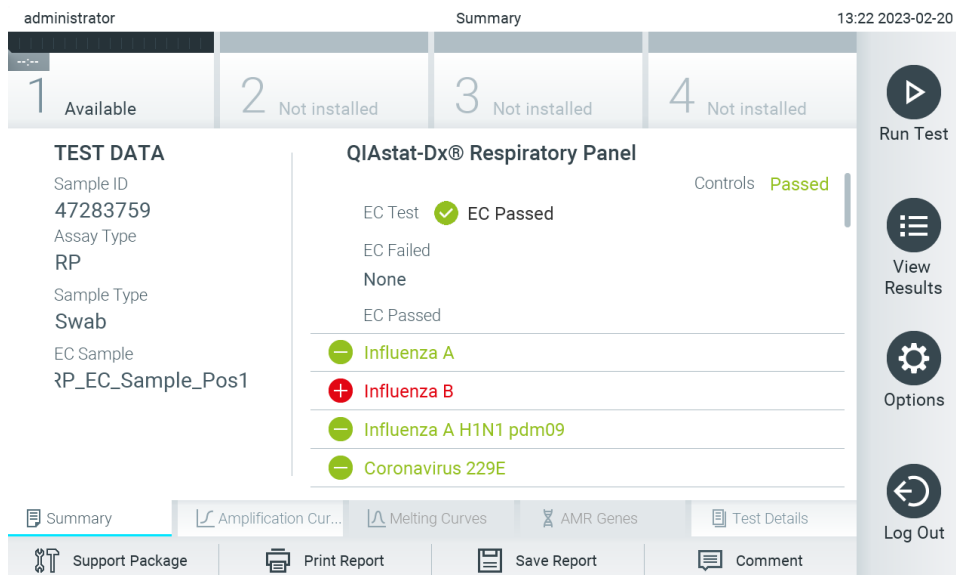 administrator
Summary
13:22 2023-02-20
--:--
1 Available
2 Not installed
3 Not installed
4 Not installed
TEST DATA
Sample ID
47283759
Assay Type
RP
Sample Type
Swab
EC Sample
RP_EC_Sample_Pos1
QIAstat-Dx® Respiratory Panel
Controls Passed
EC Test EC Passed
EC Failed
None
EC Passed
Influenza A
Influenza B
Influenza A H1N1 pdm09
Coronavirus 229E
Run Test
View
Results
Options
Log Out
Summary
Amplification Cur...
Melting Curves
AMR Genes
Test Details
Support Package
Print Report
Save Report
Comment